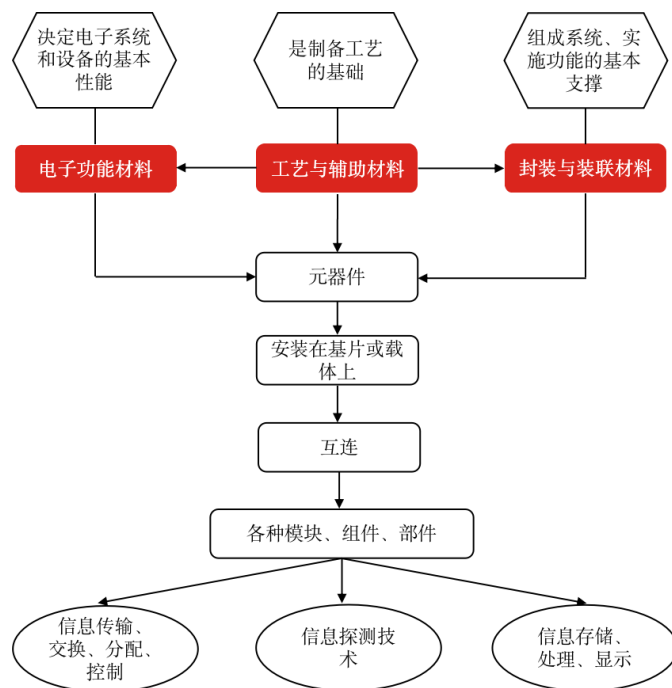 决定电子系统
和设备的基本
性能
是制备工艺
的基础
组成系统、实
施功能的基本
支撑
电子功能材料
工艺与辅助材料
封装与装联材料
元器件
安装在基片或载
体上
互连
各种模块、组件、部件
信息传输、
交换、分配、
控制
信息探测技
术
信息存储、
处理、显示